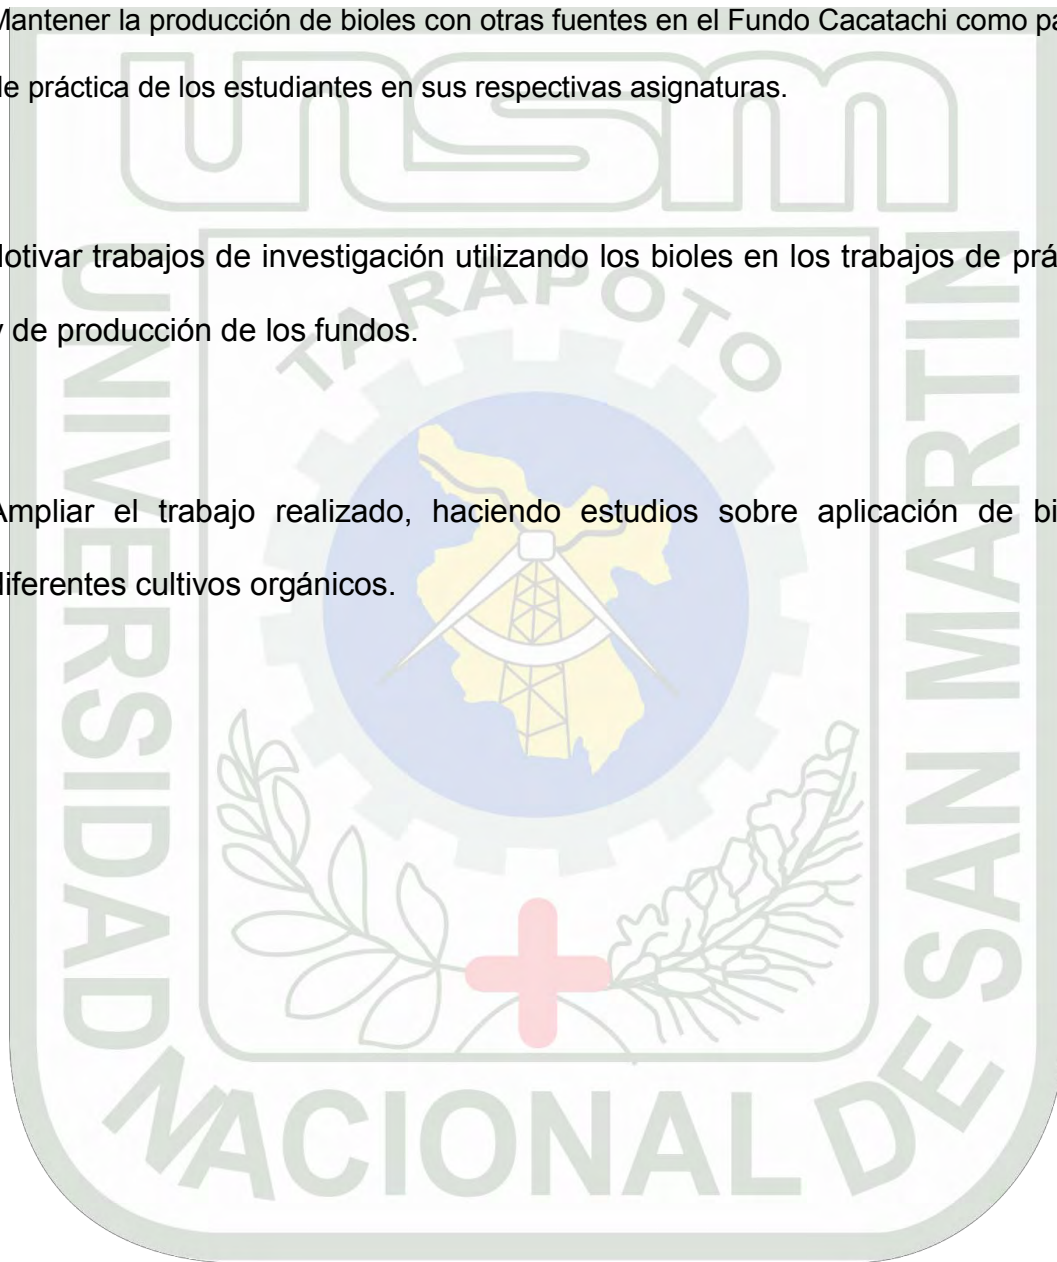 Mantener la producción de bioles con otras fuentes en el Fundo Cacatachi como pa
de práctica de los estudiantes en sus respectivas asignaturas.
Motivar trabajos de investigación utilizando los bioles en los trabajos de prá
y de producción de los fundos.
Ampliar el trabajo realizado, haciendo estudios sobre aplicación de bi
diferentes cultivos orgánicos.
unsm
TARAPOTO
UNIVERSIDAD
NACIONAL DE
SAN MARTIN